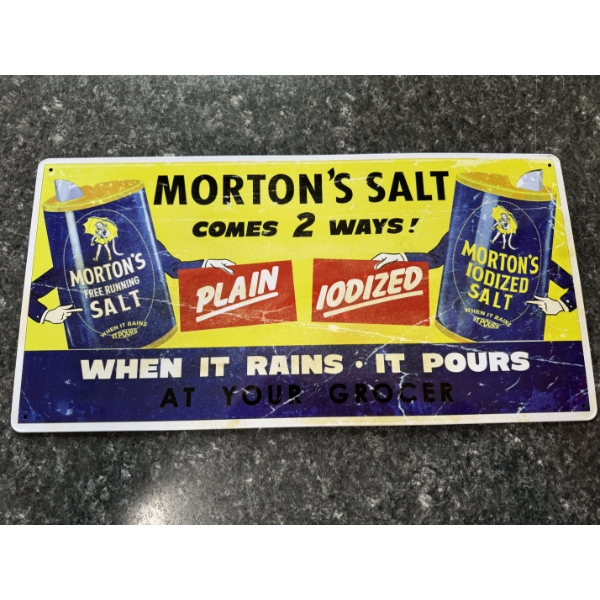 MORTON'S SALT
COMES 2 WAYS!
MORTON'S
FREE RUNNING
SALT
WHEN IT RAINS
IT POURS
PLAIN
IODIZED
MORTON'S
IODIZED
SALT
WHEN IT RAINS
IT POURS
WHEN IT RAINS • IT POURS
AT YOUR GROCER